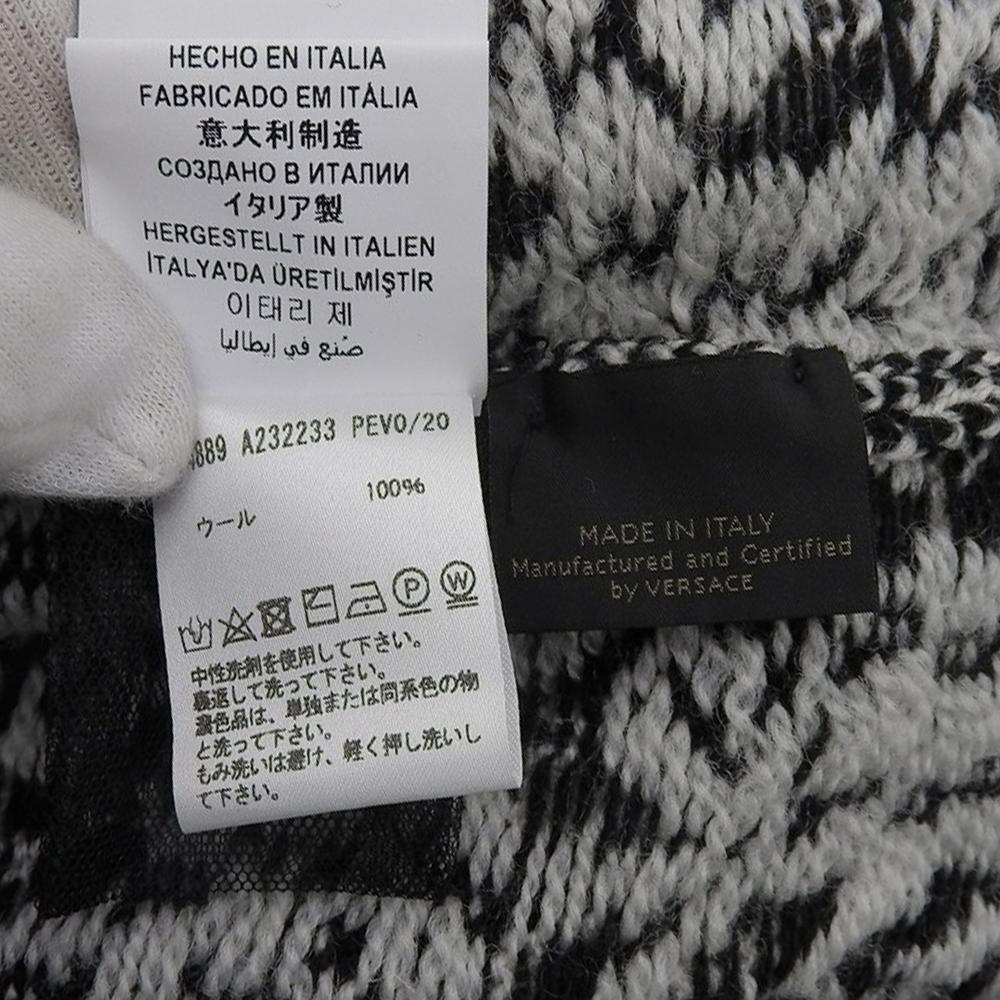 HECHO EN ITALIA
FABRICADO EM ITÁLIA
意大利制造
СОЗДАНО В ИТАЛИИ
イタリア製
HERGESTELLT IN ITALIEN
İTALYA'DA ÜRETİLMİŞTİR
이태리 제
صُنع في إيطاليا
889 A232233 PEV0/20
100%
ウール
P W
中性洗剤を使用して下さい。
裏返して洗って下さい。
濃色品は、単独または同系色の物
と洗って下さい。
もみ洗いは避け、軽く押し洗いし
て下さい。
MADE IN ITALY
Manufactured and Certified
by VERSACE